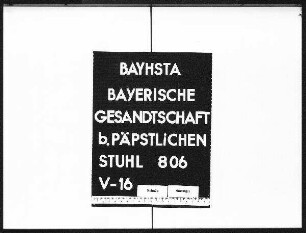 BAYHSTA
BAYERISCHE
GESANDTSCHAFT
b. PÄPSTLICHEN
STUHL 806
V-16